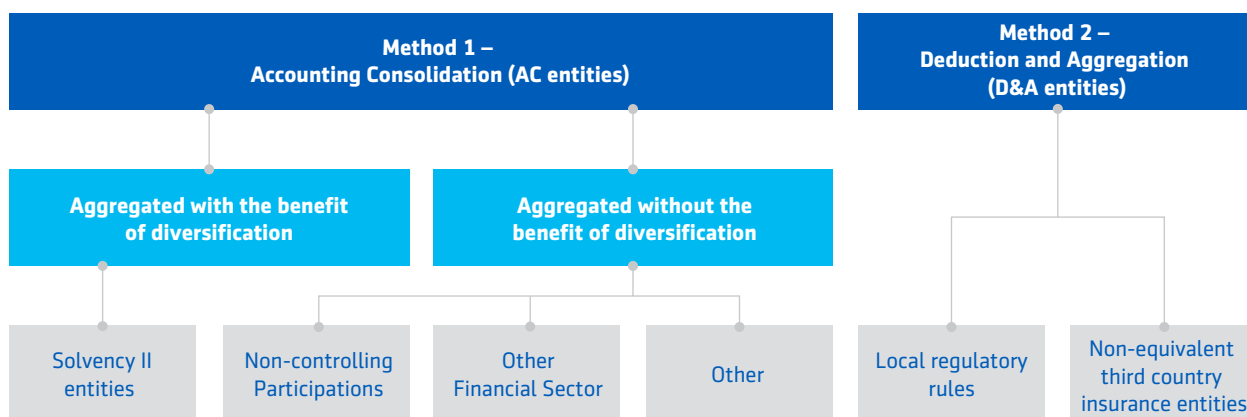 Method 1 –
Accounting Consolidation (AC entities)
Method 2 –
Deduction and Aggregation
(D&A entities)
Aggregated with the benefit
of diversification
Aggregated without the
benefit of diversification
Solvency II
entities
Non-controlling
Participations
Other
Financial Sector
Other
Local regulatory
rules
Non-equivalent
third country
insurance entities